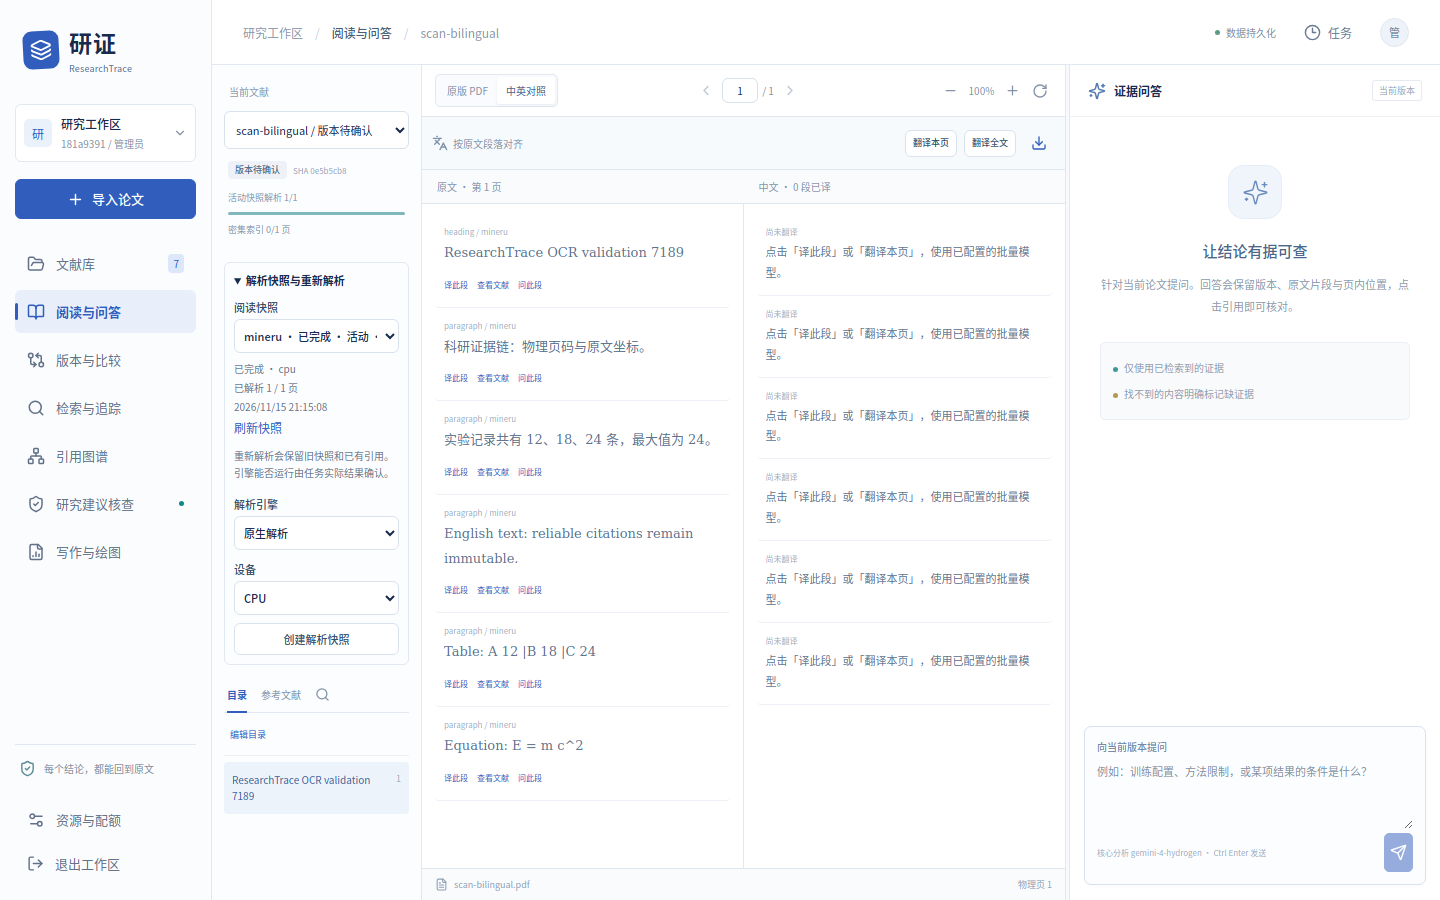 研证
ResearchTrace
研
研究工作区
181a9391 / 管理员
导入论文
文献库
7
阅读与问答
版本与比较
检索与追踪
引用图谱
研究建议核查
写作与绘图
每个结论，都能回到原文
资源与配额
退出工作区
研究工作区 / 阅读与问答 / scan-bilingual
数据持久化
任务
管
当前文献
scan-bilingual / 版本待确认
版本待确认 SHA 0e5b5cb8
活动快照解析 1/1
密集索引 0/1 页
▼ 解析快照与重新解析
阅读快照
mineru · 已完成 · 活动 ·
已完成 · cpu
已解析 1 / 1 页
2026/11/15 21:15:08
刷新快照
重新解析会保留旧快照和已有引用。
引擎能否运行由任务实际结果确认。
解析引擎
原生解析
设备
CPU
创建解析快照
目录 参考文献
编辑目录
ResearchTrace OCR validation 1
7189
原版 PDF 中英对照
1 / 1
100%
按原文段落对齐
翻译本页 翻译全文
原文 · 第 1 页
heading / mineru
ResearchTrace OCR validation 7189
译此段 查看文献 问此段
paragraph / mineru
科研证据链：物理页码与原文坐标。
译此段 查看文献 问此段
paragraph / mineru
实验记录共有 12、18、24 条，最大值为 24。
译此段 查看文献 问此段
paragraph / mineru
English text: reliable citations remain
immutable.
译此段 查看文献 问此段
paragraph / mineru
Table: A 12 |B 18 |C 24
译此段 查看文献 问此段
paragraph / mineru
Equation: E = m c^2
译此段 查看文献 问此段
中文 · 0 段已译
尚未翻译
点击「译此段」或「翻译本页」，使用已配置的批量模
型。
尚未翻译
点击「译此段」或「翻译本页」，使用已配置的批量模
型。
尚未翻译
点击「译此段」或「翻译本页」，使用已配置的批量模
型。
尚未翻译
点击「译此段」或「翻译本页」，使用已配置的批量模
型。
尚未翻译
点击「译此段」或「翻译本页」，使用已配置的批量模
型。
尚未翻译
点击「译此段」或「翻译本页」，使用已配置的批量模
型。
scan-bilingual.pdf
物理页 1
证据问答
当前版本
让结论有据可查
针对当前论文提问。回答会保留版本、原文片段与页内位置，点
击引用即可核对。
仅使用已检索到的证据
找不到的内容明确标记缺证据
向当前版本提问
例如：训练配置、方法限制，或某项结果的条件是什么？
核心分析 gemini-4-hydrogen · Ctrl Enter 发送